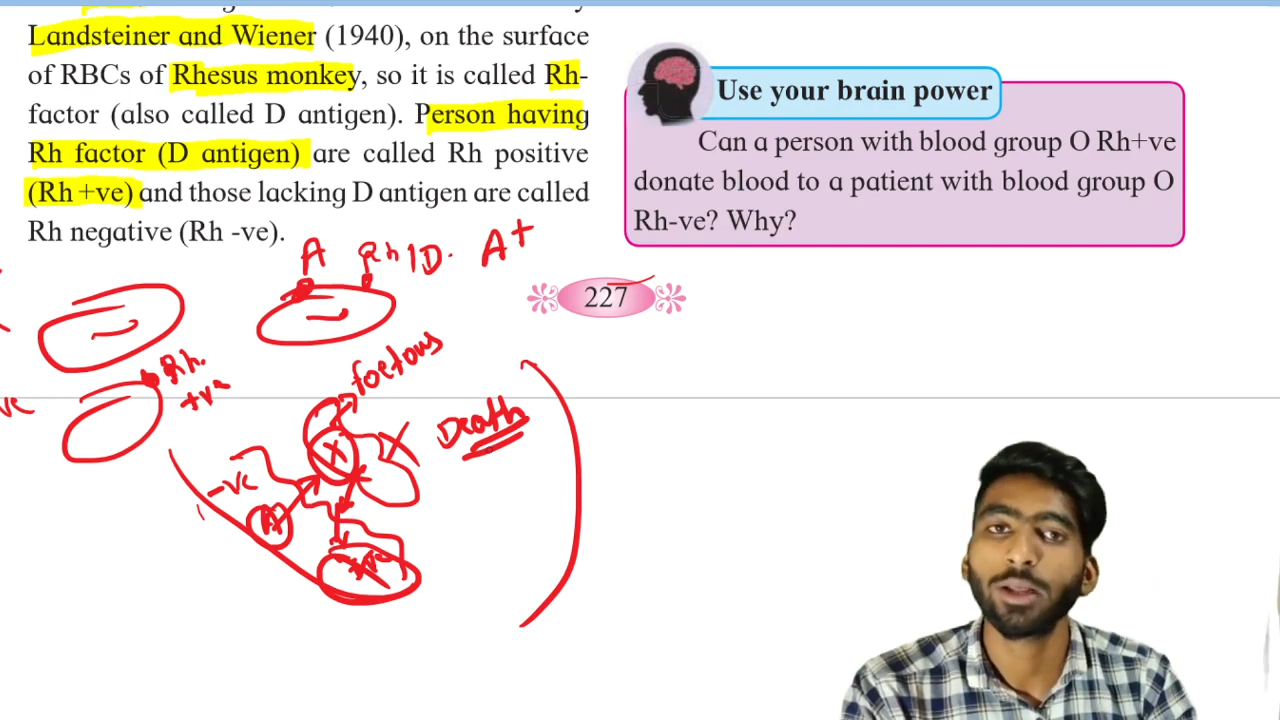 Landsteiner and Wiener (1940), on the surface
of RBCs of Rhesus monkey, so it is called Rh-
factor (also called D antigen). Person having
Rh factor (D antigen) are called Rh positive
(Rh +ve) and those lacking D antigen are called
Rh negative (Rh -ve).
A Rh/D. A+
Rh.
+ve
ve
foetous
Death
-ve
A
+ve
Use your brain power
Can a person with blood group O Rh+ve
donate blood to a patient with blood group O
Rh-ve? Why?
227